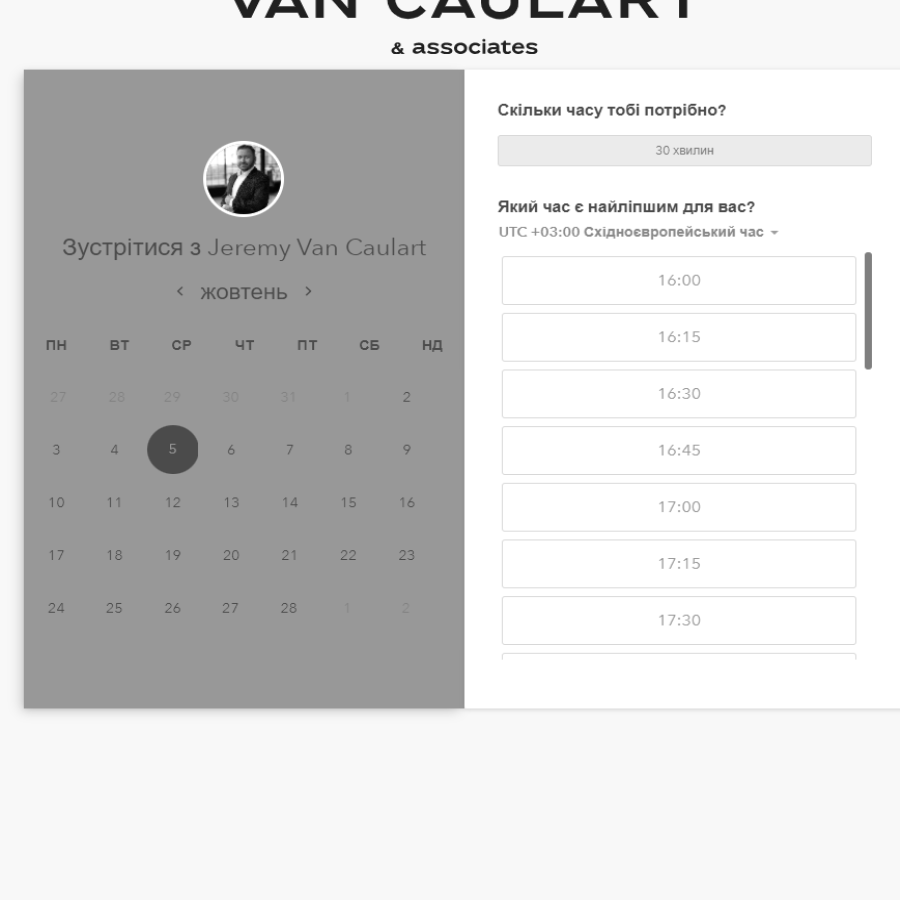 VAN CAULART
& associates
Зустрітися з Jeremy Van Caulart
жовтень
ПН ВТ СР ЧТ ПТ СБ НД
27 28 29 30 31 1 2
3 4 5 6 7 8 9
10 11 12 13 14 15 16
17 18 19 20 21 22 23
24 25 26 27 28 1 2
Скільки часу тобі потрібно?
30 хвилин
Який час є найліпшим для вас?
UTC +03:00 Східноєвропейський час
16:00
16:15
16:30
16:45
17:00
17:15
17:30